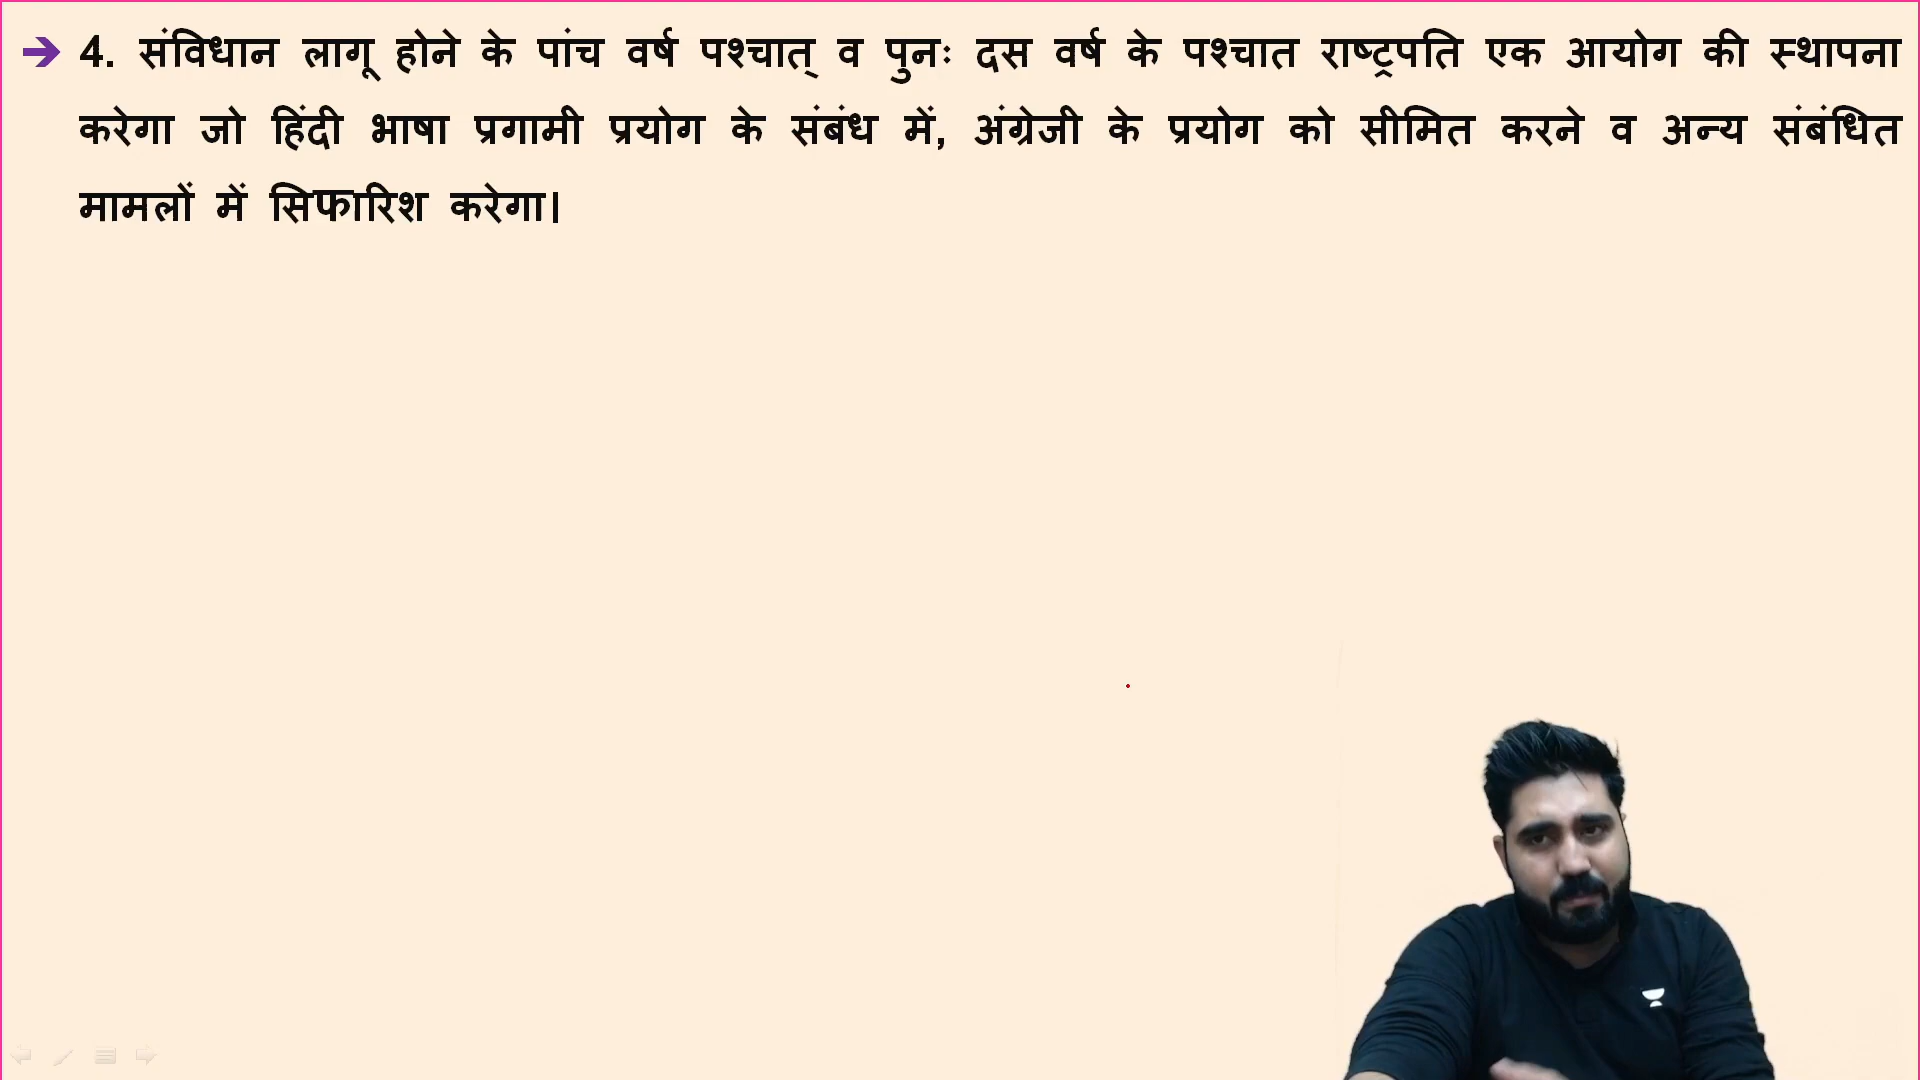 4. संविधान लागू होने के पांच वर्ष पश्चात् व पुनः दस वर्ष के पश्चात राष्ट्रपति एक आयोग की स्थापना
करेगा जो हिंदी भाषा प्रगामी प्रयोग के संबंध में, अंग्रेजी के प्रयोग को सीमित करने व अन्य संबंधित
मामलों में सिफारिश करेगा।